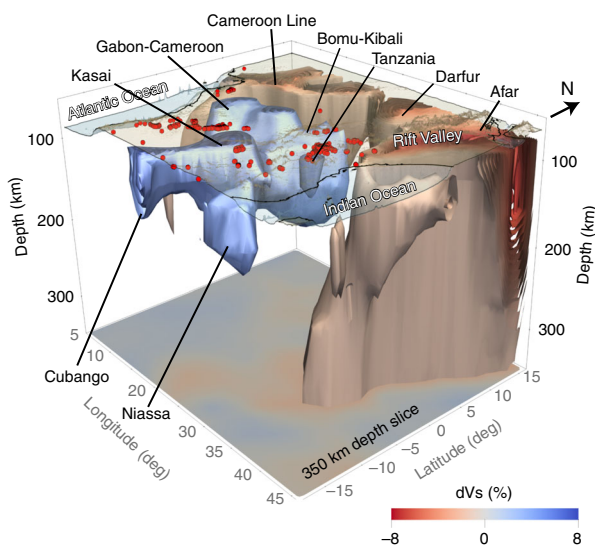 Cameroon Line
Gabon-Cameroon
Bomu-Kibali
Kasai
Tanzania
Darfur
Afar
N
Atlantic Ocean
Rift Valley
Indian Ocean
100
200
300
Depth (km)
100
200
300
Depth (km)
5
10
20
25
30
35
40
45
Longitude (deg)
15
10
5
0
−5
−10
−15
Latitude (deg)
Cubango
Niassa
350 km depth slice
dVs (%)
−8
0
8